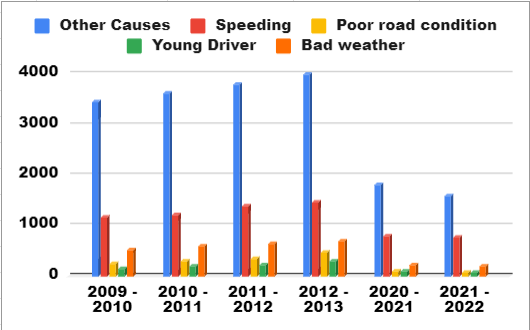 Other Causes Speeding Poor road condition
Young Driver Bad weather
4000
3000
2000
1000
0
2009 - 2010 - 2011 - 2012 - 2020 - 2021 -
2010 2011 2012 2013 2021 2022